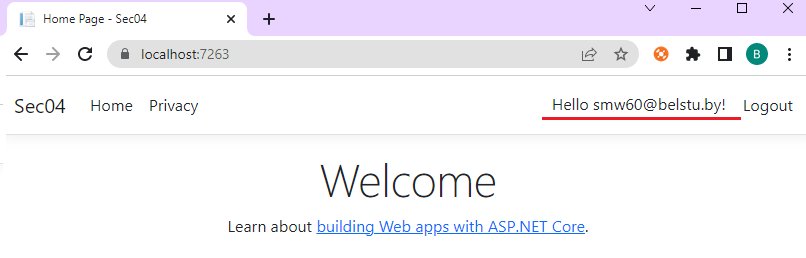 Home Page - Sec04
localhost:7263
B
Sec04 Home Privacy Hello smw60@belstu.by! Logout
Welcome
Learn about building Web apps with ASP.NET Core.